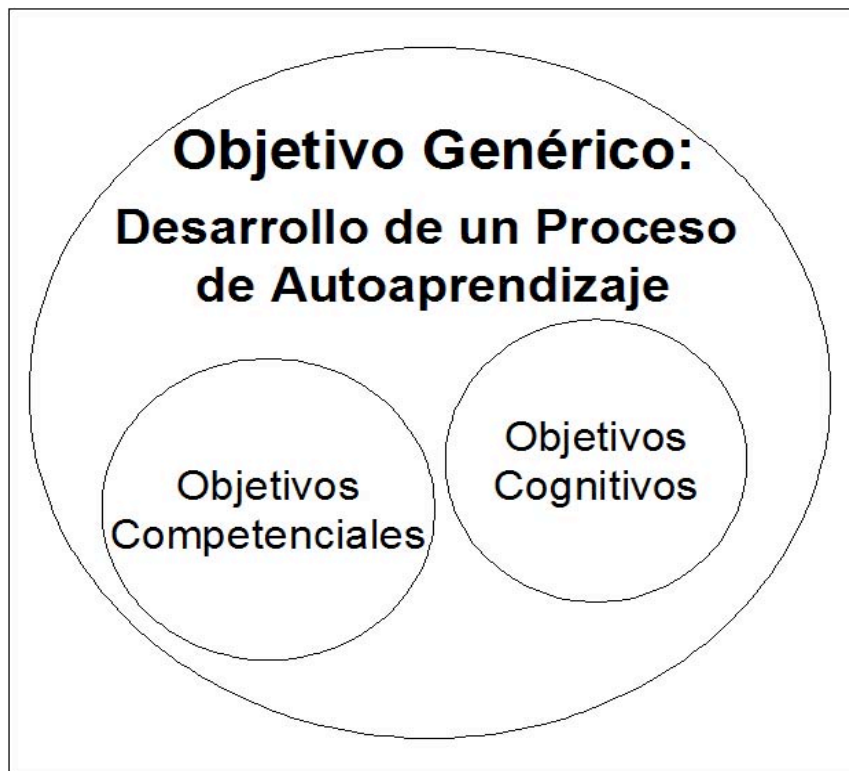 Objetivo Genérico:
Desarrollo de un Proceso
de Autoaprendizaje
Objetivos
Competenciales
Objetivos
Cognitivos